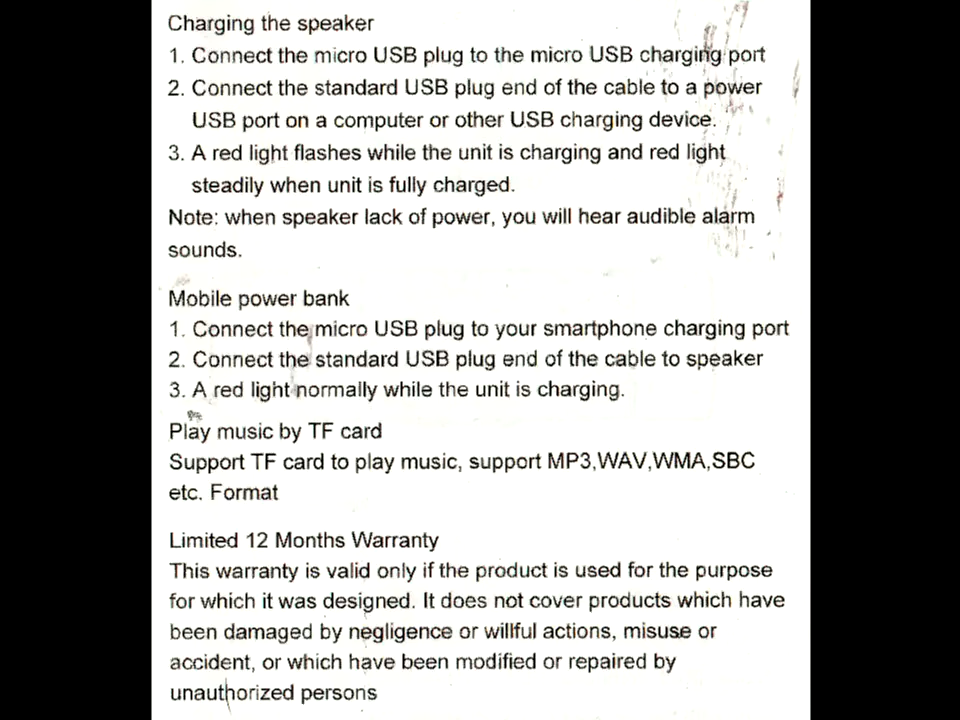 Charging the speaker
1. Connect the micro USB plug to the micro USB charging port
2. Connect the standard USB plug end of the cable to a power
USB port on a computer or other USB charging device.
3. A red light flashes while the unit is charging and red light
steadily when unit is fully charged.
Note: when speaker lack of power, you will hear audible alarm
sounds.
Mobile power bank
1. Connect the micro USB plug to your smartphone charging port
2. Connect the standard USB plug end of the cable to speaker
3. A red light normally while the unit is charging.
Play music by TF card
Support TF card to play music, support MP3,WAV,WMA,SBC
etc. Format
Limited 12 Months Warranty
This warranty is valid only if the product is used for the purpose
for which it was designed. It does not cover products which have
been damaged by negligence or willful actions, misuse or
accident, or which have been modified or repaired by
unauthorized persons